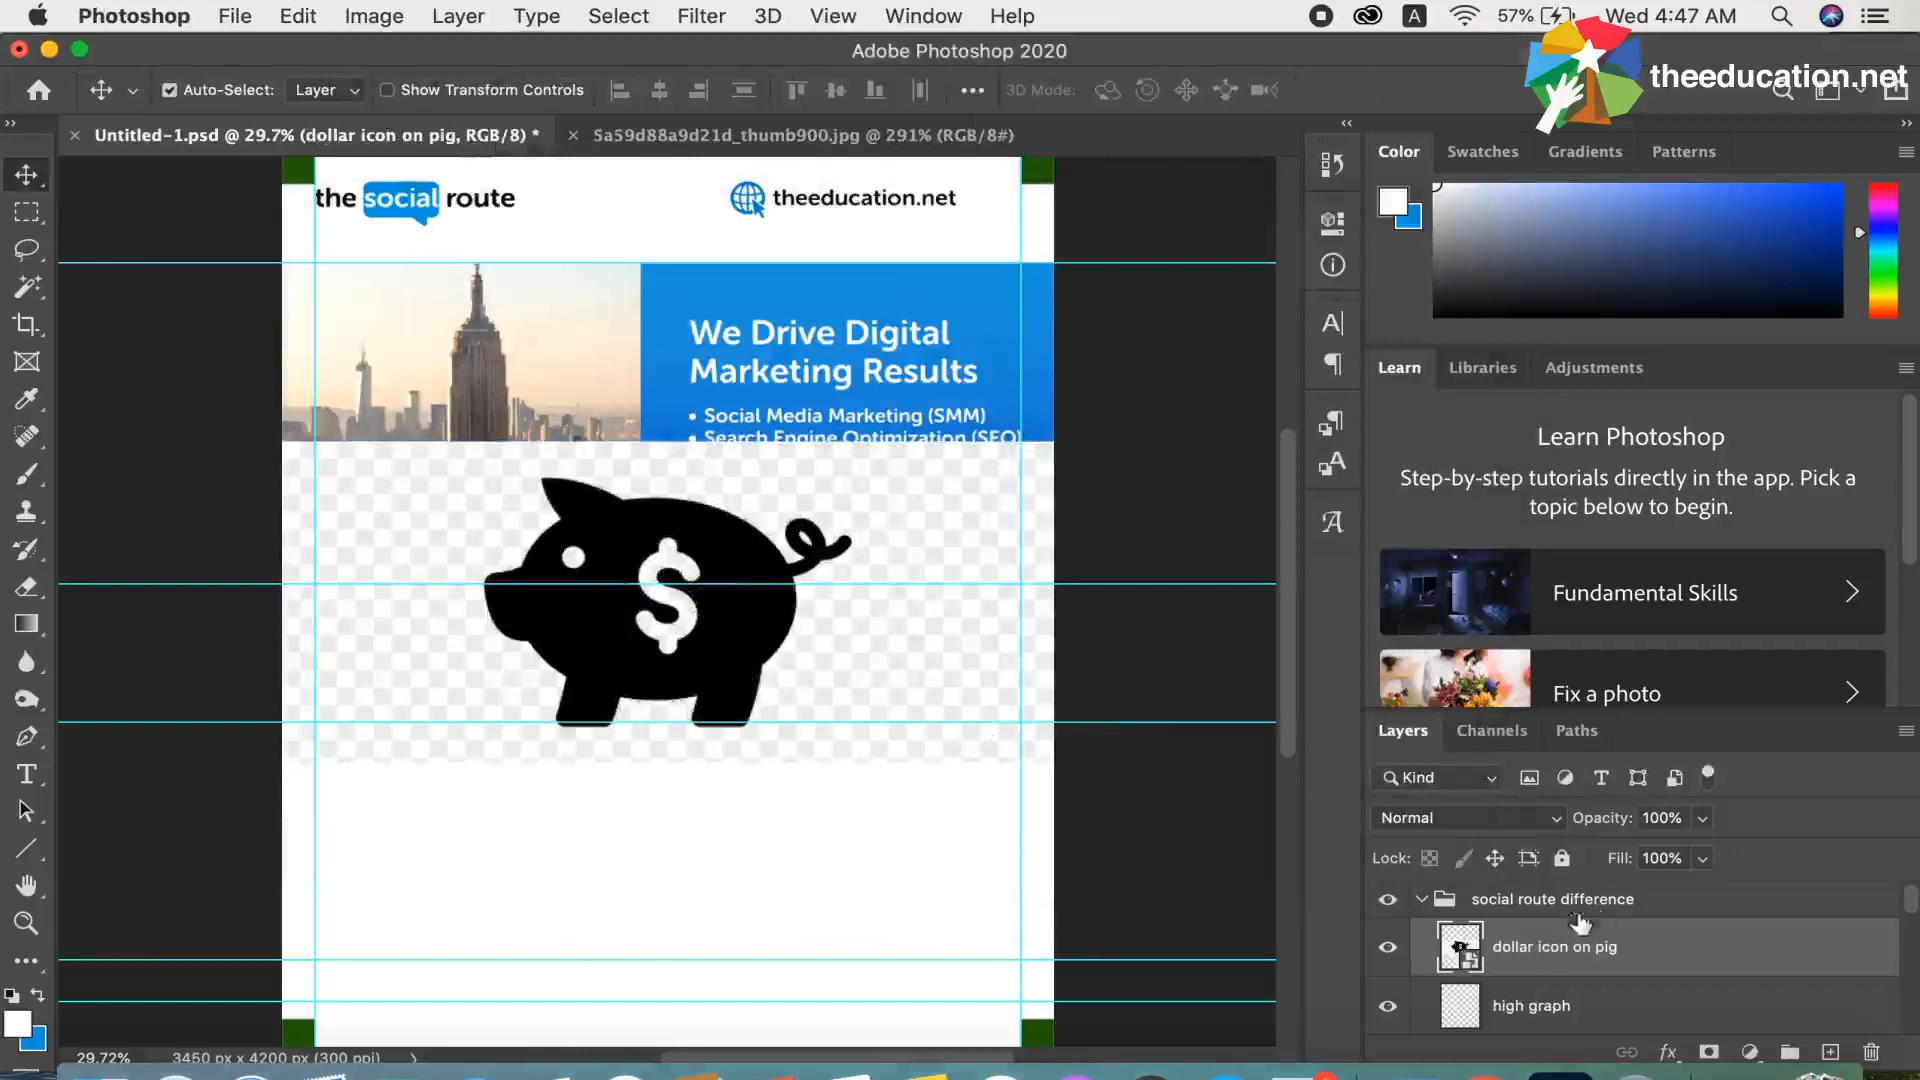 Photoshop File Edit Image Layer Type Select Filter 3D View Window Help A 57% Wed 4:47 AM
Adobe Photoshop 2020
theeducation.net
Auto-Select: Layer Show Transform Controls 3D Mode:
Untitled-1.psd @ 29.7% (dollar icon on pig, RGB/8) * 5a59d88a9d21d_thumb900.jpg @ 291% (RGB/8#)
Color Swatches Gradients Patterns
the social route
theeducation.net
We Drive Digital
Marketing Results
• Social Media Marketing (SMM)
• Search Engine Optimization (SEO)
$
Learn Libraries Adjustments
Learn Photoshop
Step-by-step tutorials directly in the app. Pick a
topic below to begin.
Fundamental Skills
Fix a photo
Layers Channels Paths
Kind
Normal Opacity: 100%
Lock: Fill: 100%
social route difference
dollar icon on pig
high graph
29.72% 3450 px x 4200 px (300 ppi)